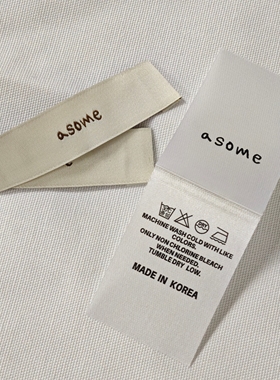 asome
asome
MACHINE WASH COLD WITH LIKE
COLORS.
ONLY NON CHLORINE BLEACH
WHEN NEEDED.
TUMBLE DRY LOW.
MADE IN KOREA